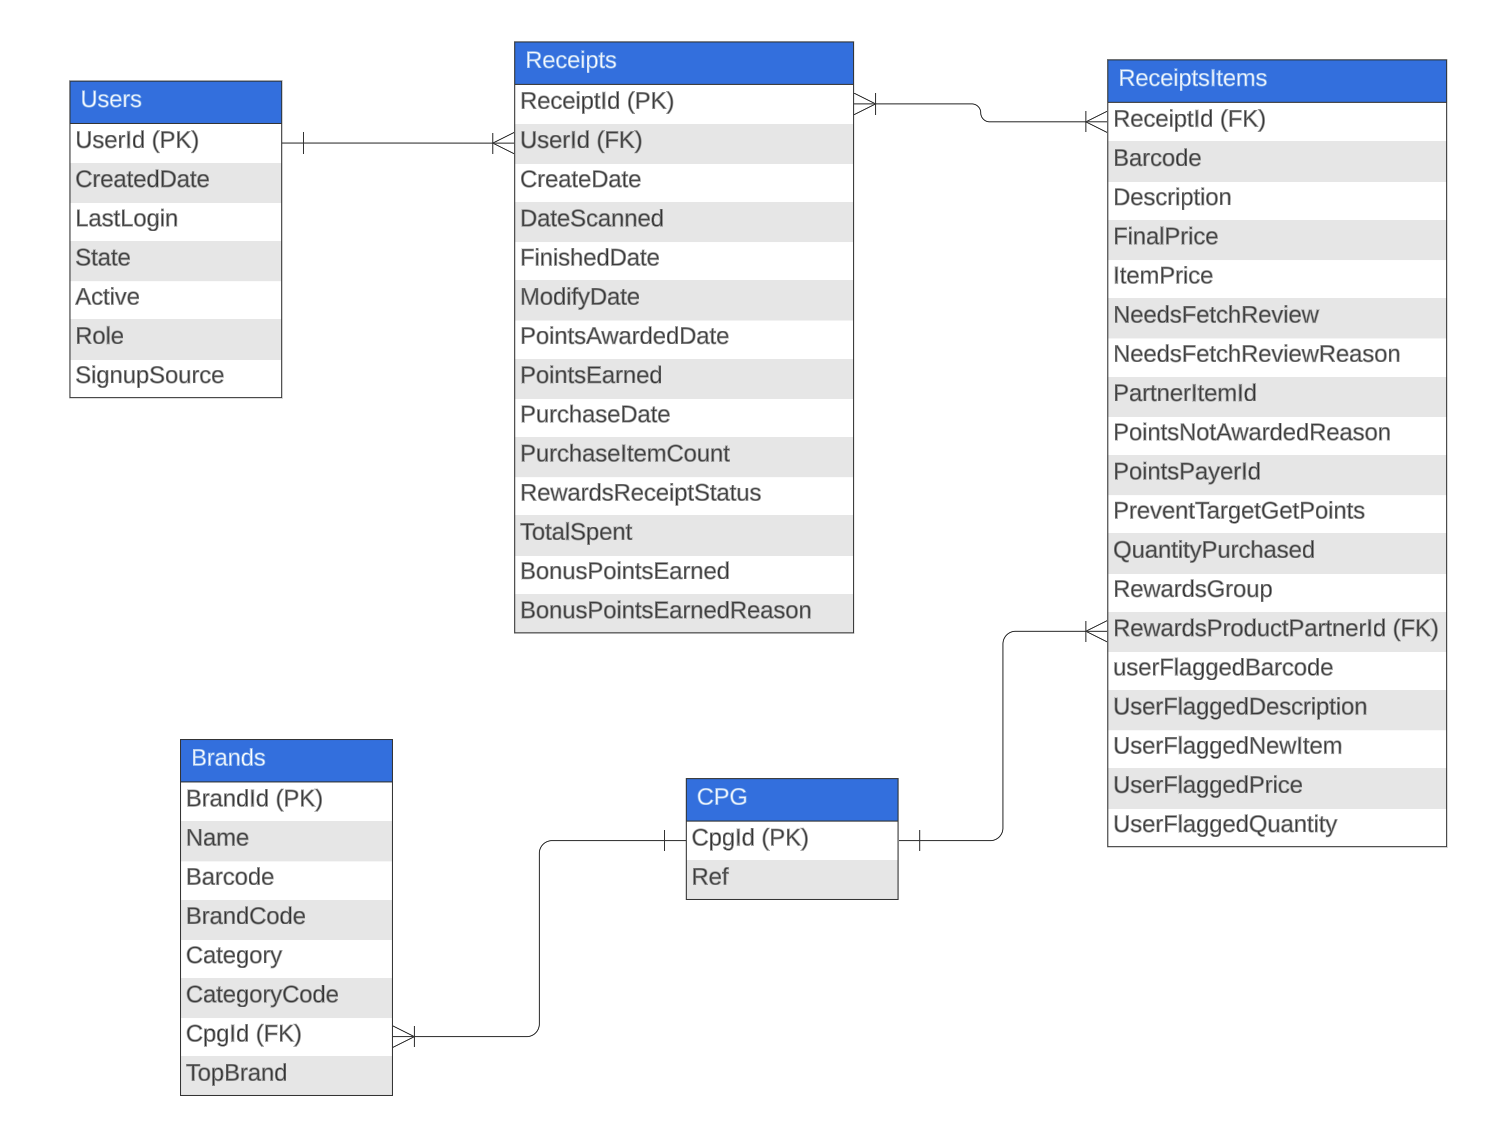 Users
UserId (PK)
CreatedDate
LastLogin
State
Active
Role
SignupSource
Receipts
ReceiptId (PK)
UserId (FK)
CreateDate
DateScanned
FinishedDate
ModifyDate
PointsAwardedDate
PointsEarned
PurchaseDate
PurchaseItemCount
RewardsReceiptStatus
TotalSpent
BonusPointsEarned
BonusPointsEarnedReason
ReceiptsItems
ReceiptId (FK)
Barcode
Description
FinalPrice
ItemPrice
NeedsFetchReview
NeedsFetchReviewReason
PartnerItemId
PointsNotAwardedReason
PointsPayerId
PreventTargetGetPoints
QuantityPurchased
RewardsGroup
RewardsProductPartnerId (FK)
userFlaggedBarcode
UserFlaggedDescription
UserFlaggedNewItem
UserFlaggedPrice
UserFlaggedQuantity
Brands
BrandId (PK)
Name
Barcode
BrandCode
Category
CategoryCode
CpgId (FK)
TopBrand
CPG
CpgId (PK)
Ref